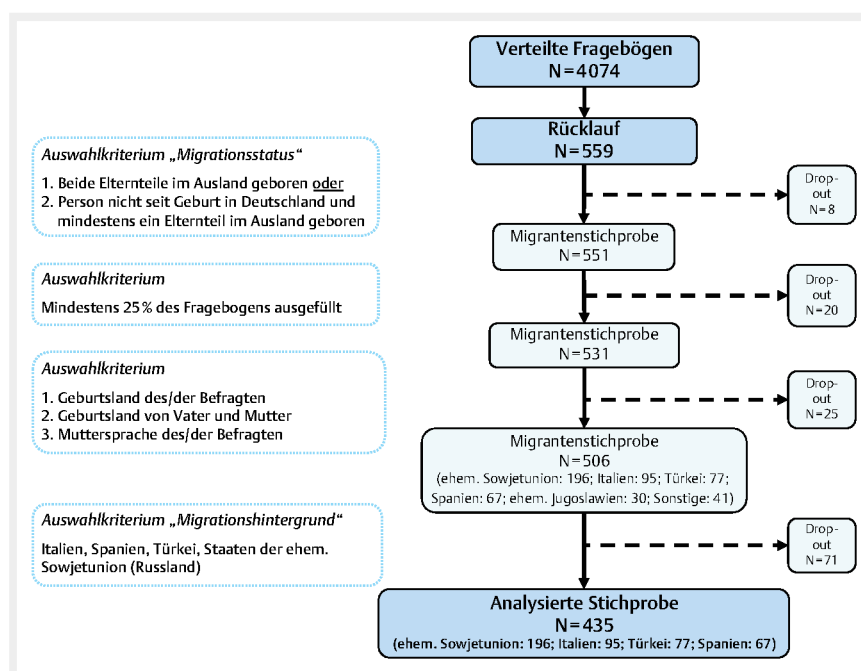 Verteilte Fragebögen
N=4074
Rücklauf
N=559
Auswahlkriterium „Migrationsstatus“
1. Beide Elternteile im Ausland geboren oder
2. Person nicht seit Geburt in Deutschland und
mindestens ein Elternteil im Ausland geboren
Drop-
out
N=8
Migrantenstichprobe
N=551
Auswahlkriterium
Mindestens 25% des Fragebogens ausgefüllt
Drop-
out
N=20
Migrantenstichprobe
N=531
Auswahlkriterium
1. Geburtsland des/der Befragten
2. Geburtsland von Vater und Mutter
3. Muttersprache des/der Befragten
Drop-
out
N=25
Migrantenstichprobe
N=506
(ehem. Sowjetunion: 196; Italien: 95; Türkei: 77;
Spanien: 67; ehem. Jugoslawien: 30; Sonstige: 41)
Auswahlkriterium „Migrationshintergrund“
Italien, Spanien, Türkei, Staaten der ehem.
Sowjetunion (Russland)
Drop-
out
N=71
Analysierte Stichprobe
N=435
(ehem. Sowjetunion: 196; Italien: 95; Türkei: 77; Spanien: 67)